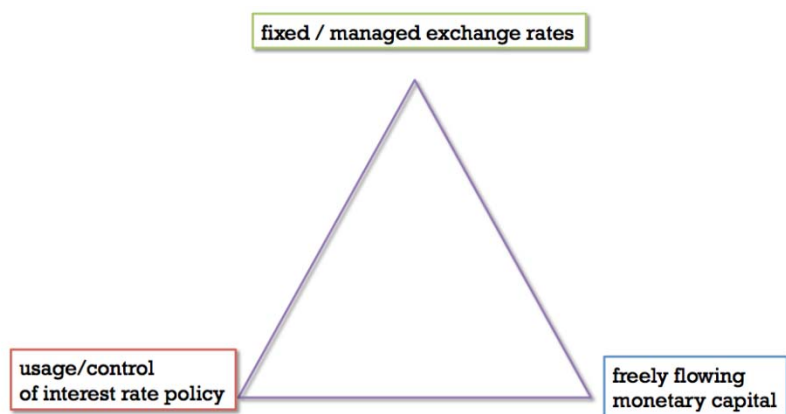 fixed / managed exchange rates
usage/control
of interest rate policy
freely flowing
monetary capital